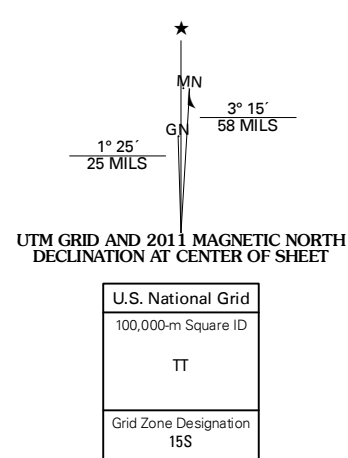 ★
MN
GN
3° 15´
58 MILS
1° 25´
25 MILS
UTM GRID AND 2011 MAGNETIC NORTH
DECLINATION AT CENTER OF SHEET
U.S. National Grid
100,000-m Square ID
TT
Grid Zone Designation
15S